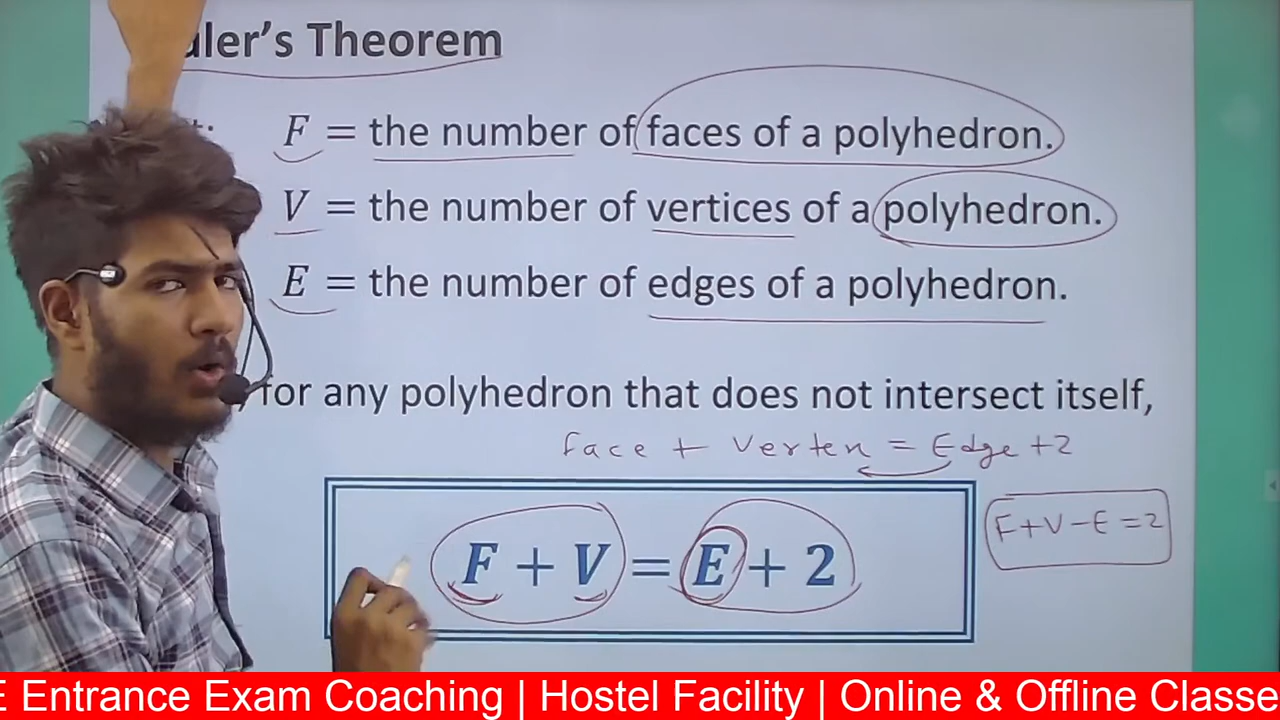 uler's Theorem
F = the number of faces of a polyhedron.
V = the number of vertices of a polyhedron.
E = the number of edges of a polyhedron.
for any polyhedron that does not intersect itself,
face + verten = Edge +2
F + V = E + 2
F+V-E=2
E Entrance Exam Coaching | Hostel Facility | Online & Offline Classe